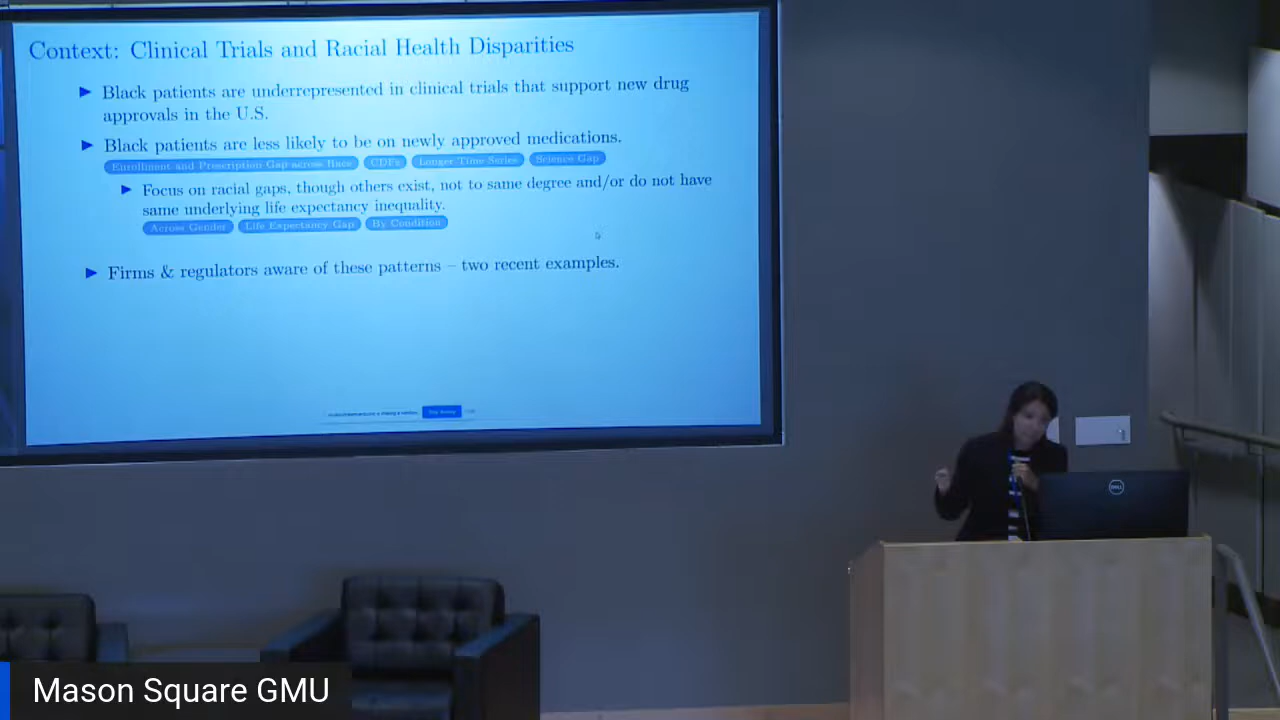 Context: Clinical Trials and Racial Health Disparities
▶ Black patients are underrepresented in clinical trials that support new drug
approvals in the U.S.
▶ Black patients are less likely to be on newly approved medications.
Enrollment and Prescription Gap across Race CDFs Longer Time Series Science Gap
▶ Focus on racial gaps, though others exist, not to same degree and/or do not have
same underlying life expectancy inequality.
Across Gender Life Expectancy Gap By Condition
▶ Firms & regulators aware of these patterns – two recent examples.
DELL
Mason Square GMU